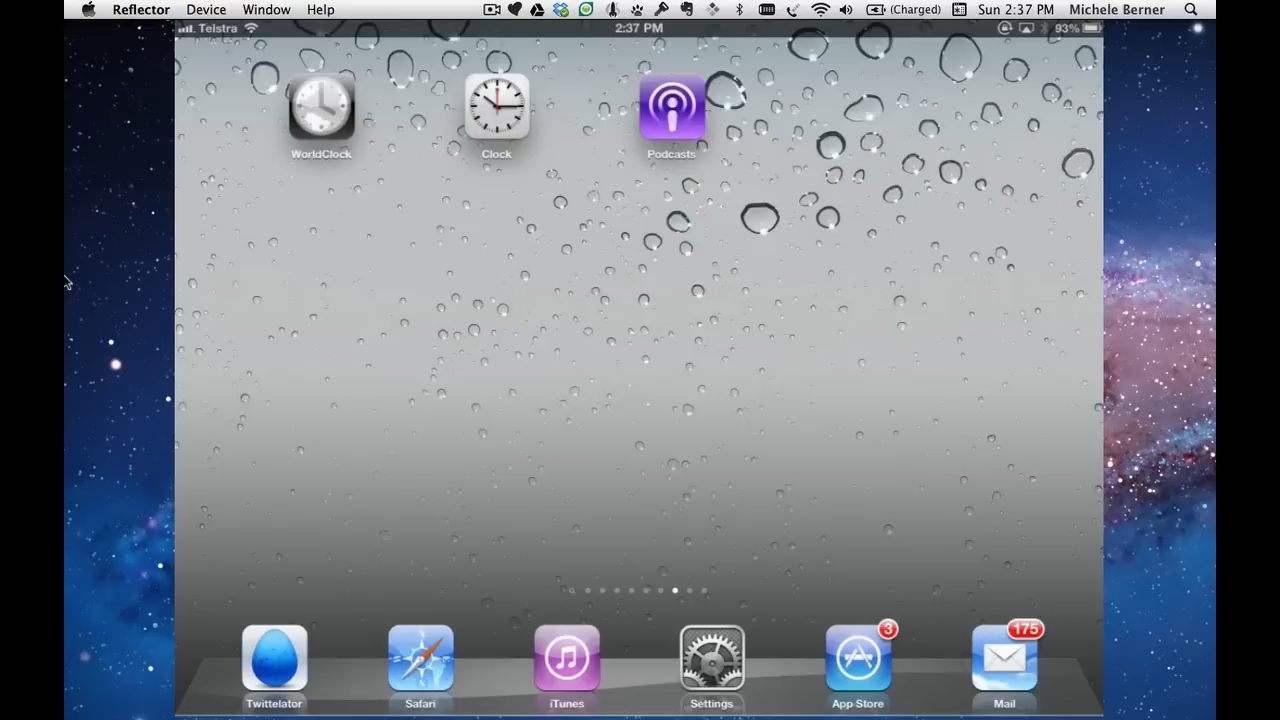 Reflector Device Window Help (Charged) Sun 2:37 PM Michele Berner
Telstra 2:37 PM 93%
WorldClock Clock Podcasts
3 175
Twittelator Safari iTunes Settings App Store Mail